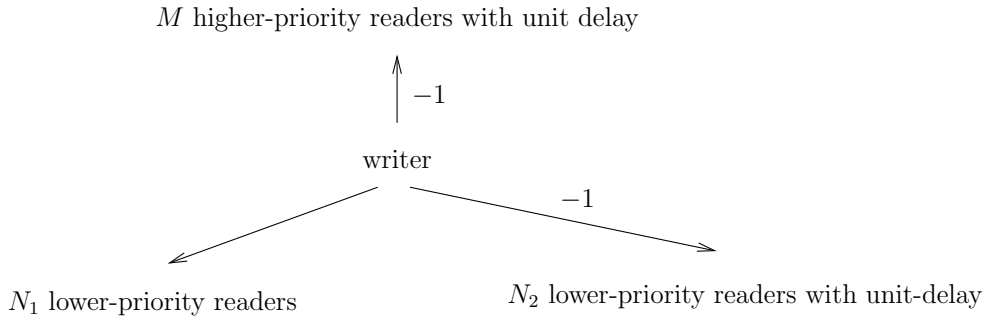 M higher-priority readers with unit delay
−1
writer
−1
N₁ lower-priority readers
N₂ lower-priority readers with unit-delay